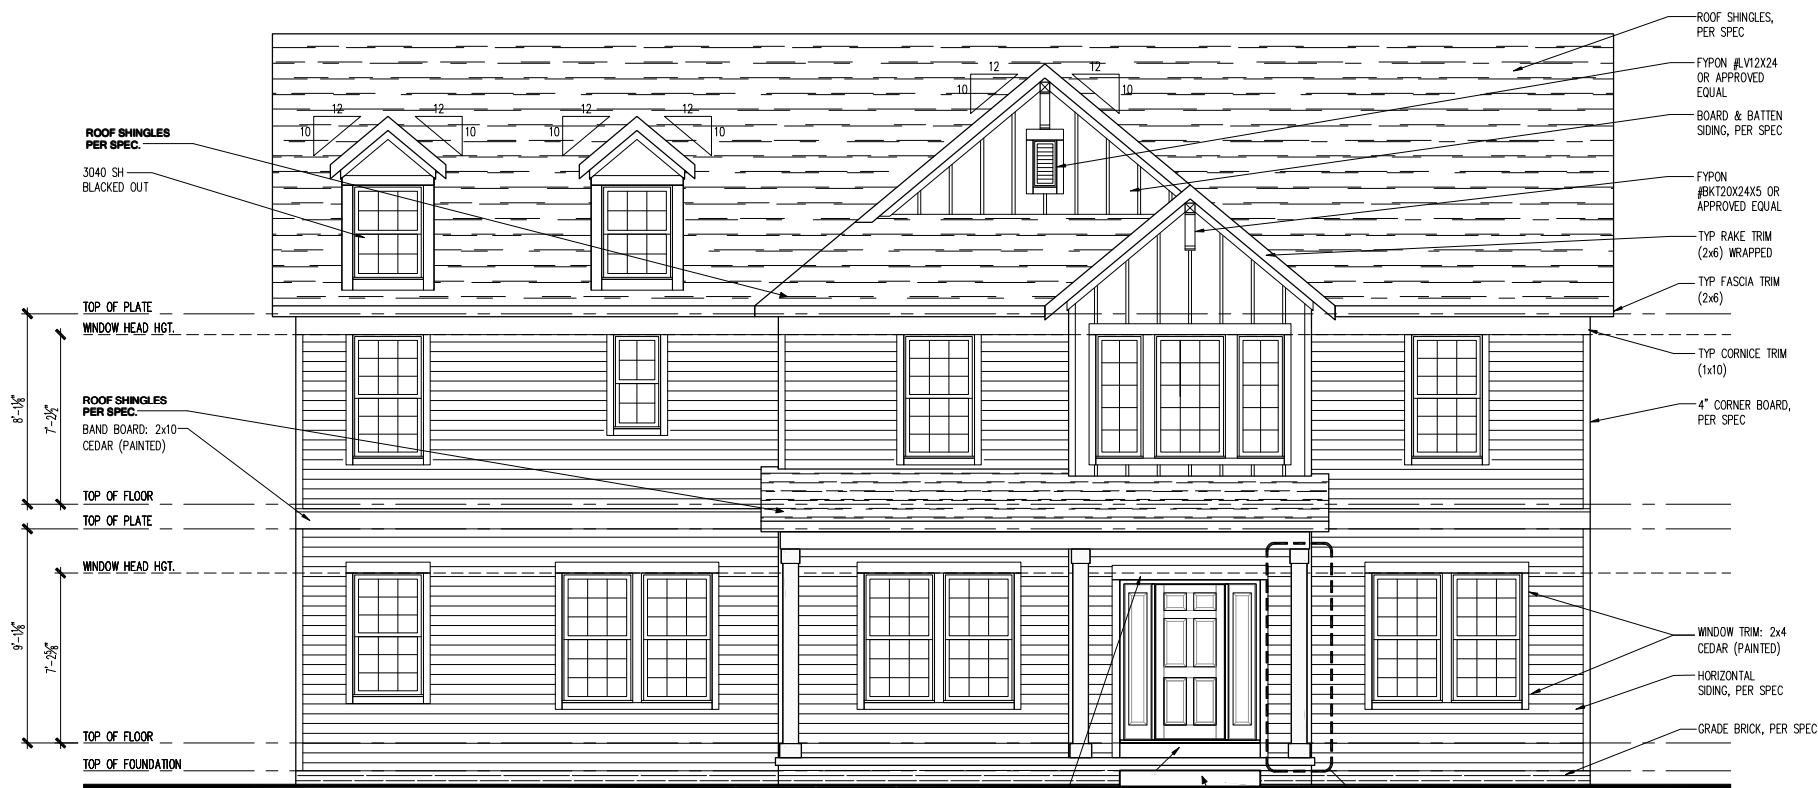 ROOF SHINGLES,
PER SPEC
FYPON #LV12X24
OR APPROVED
EQUAL
BOARD & BATTEN
SIDING, PER SPEC
FYPON
#BKT20X24X5 OR
APPROVED EQUAL
TYP RAKE TRIM
(2x6) WRAPPED
TYP FASCIA TRIM
(2x6)
TYP CORNICE TRIM
(1x10)
4" CORNER BOARD,
PER SPEC
WINDOW TRIM: 2x4
CEDAR (PAINTED)
HORIZONTAL
SIDING, PER SPEC
GRADE BRICK, PER SPEC
12
12
10
10
12
12
10
10
12
12
10
10
ROOF SHINGLES
PER SPEC.
3040 SH
BLACKED OUT
TOP OF PLATE
WINDOW HEAD HGT.
8'-1⅛"
7'-2½"
ROOF SHINGLES
PER SPEC.
BAND BOARD: 2x10
CEDAR (PAINTED)
TOP OF FLOOR
TOP OF PLATE
WINDOW HEAD HGT.
9'-1⅛"
7'-2⅝"
TOP OF FLOOR
TOP OF FOUNDATION